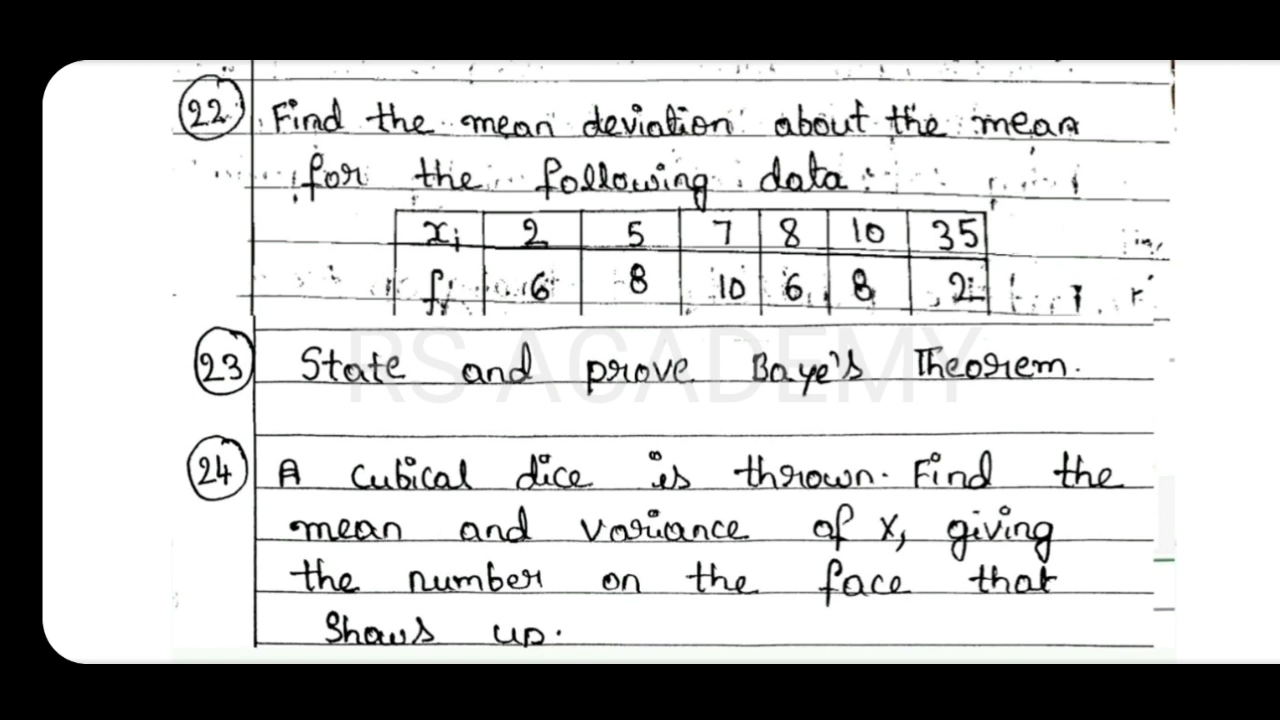 22 Find the mean deviation about the mean
for the following data:
xi 2 5 7 8 10 35
fi 6 8 10 6 8 2
RS ACADEMY
23 State and prove Baye's Theorem.
24 A cubical dice is thrown. Find the
mean and variance of x, giving
the number on the face that
shows up.